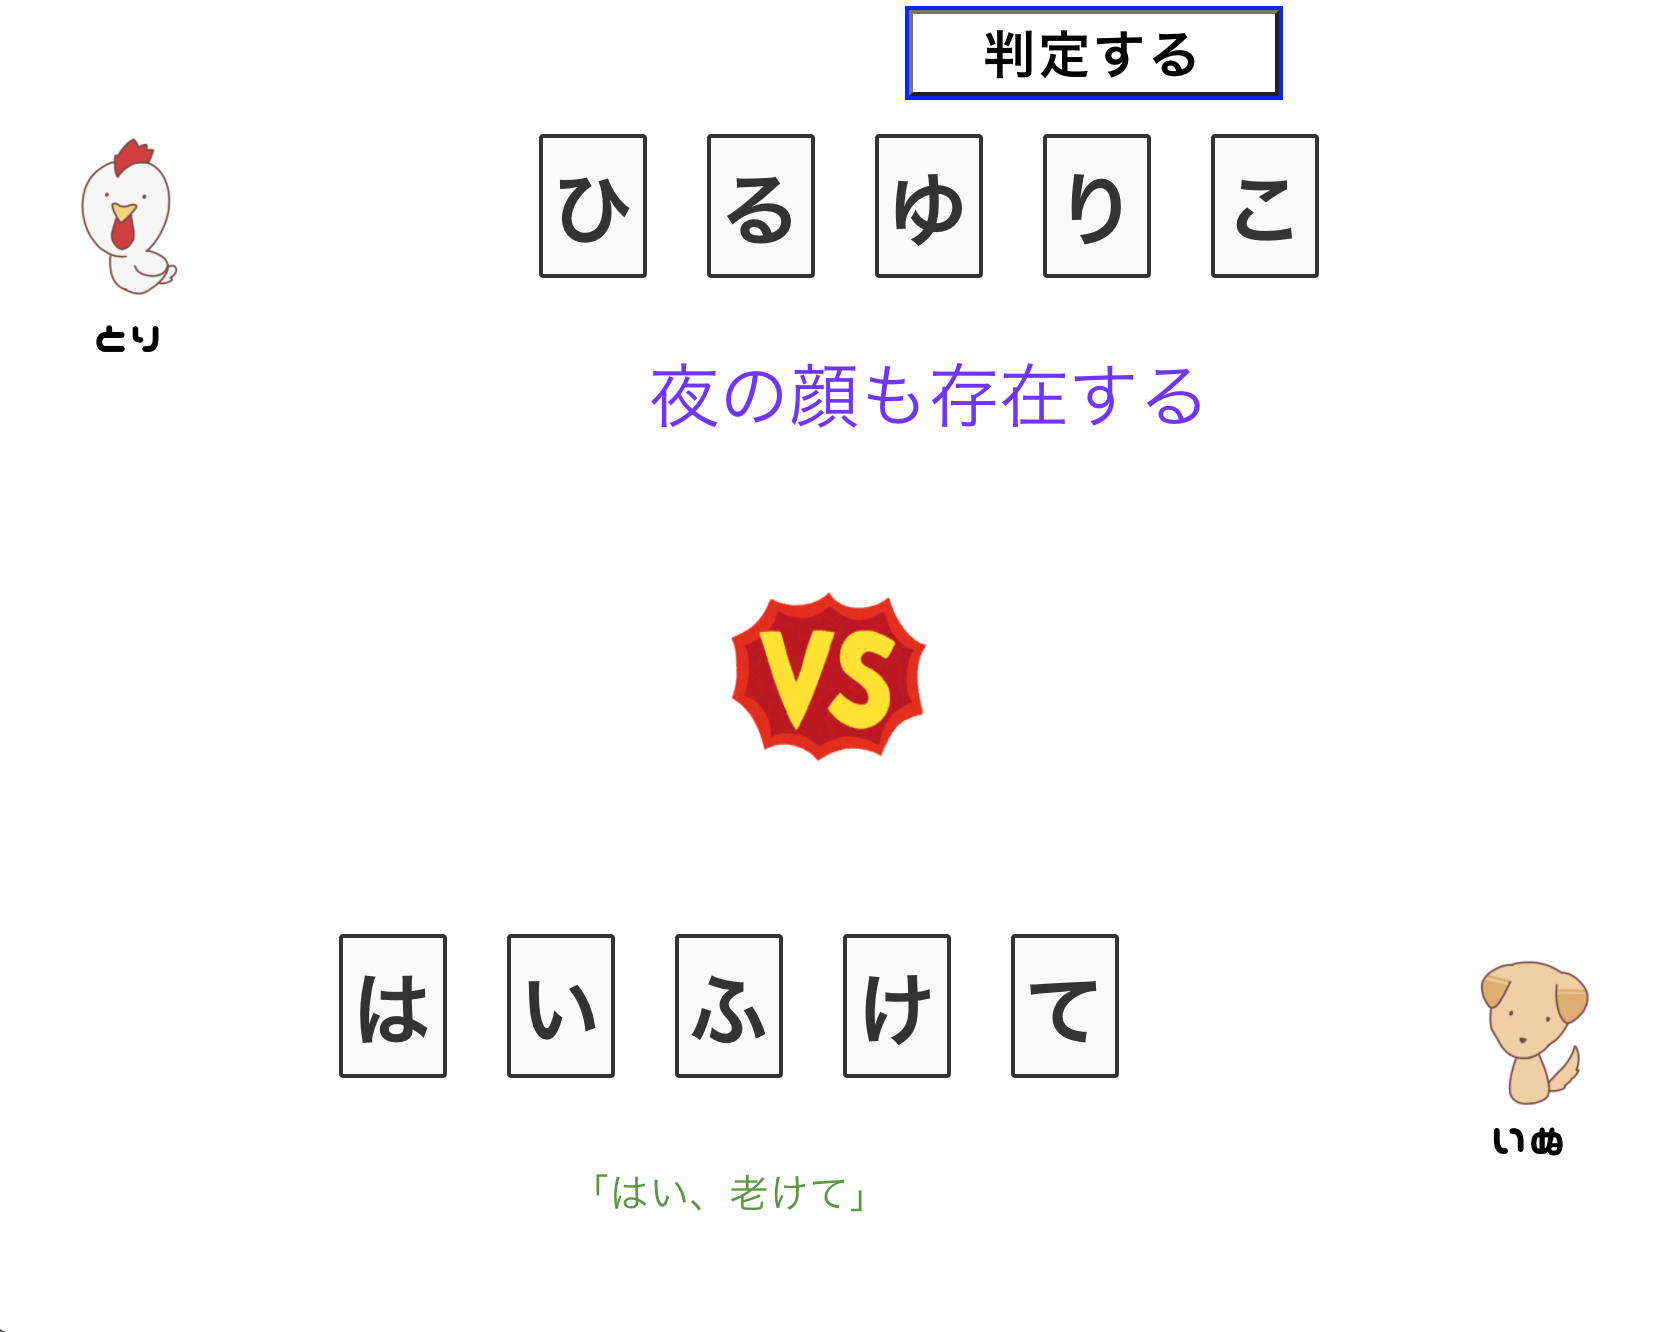 判定する
ひるゆりこ
とり
夜の顔も存在する
VS
はいふけて
いぬ
「はい、老けて」